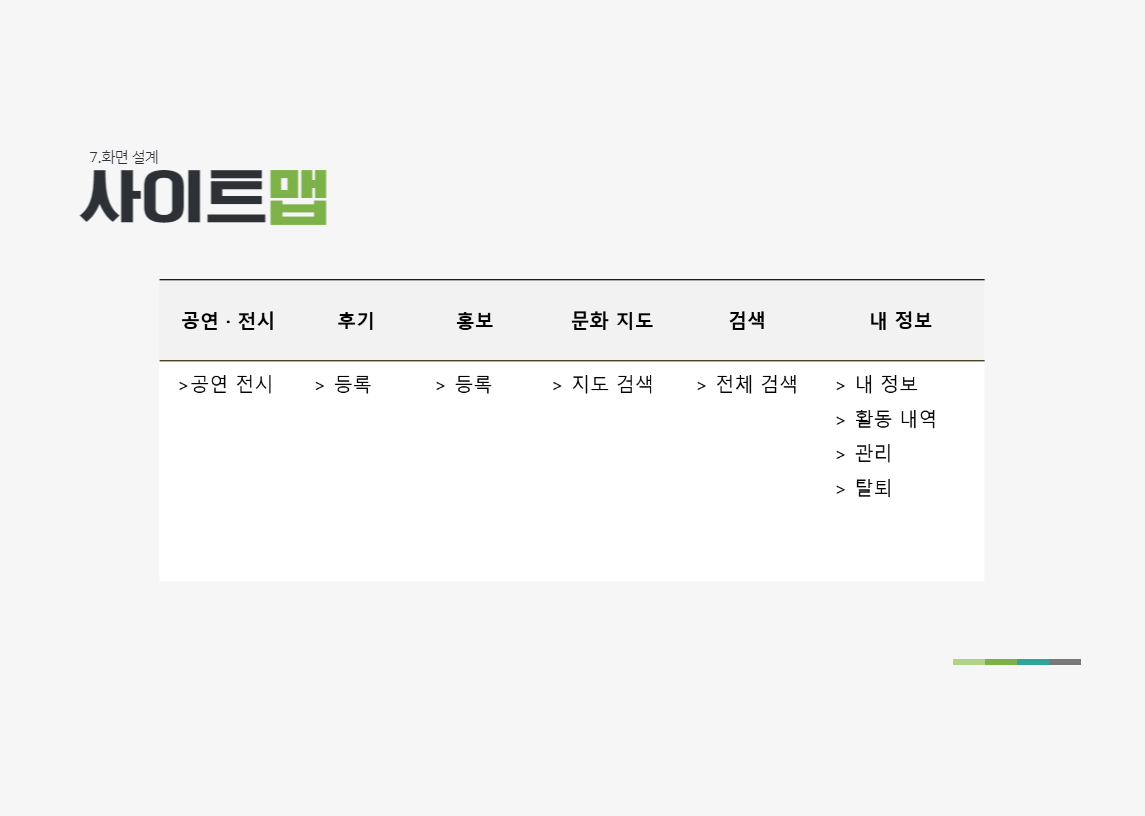 7.화면 설계
사이트맵
공연 · 전시 후기 홍보 문화 지도 검색 내 정보
>공연 전시 > 등록 > 등록 > 지도 검색 > 전체 검색 > 내 정보
> 활동 내역
> 관리
> 탈퇴